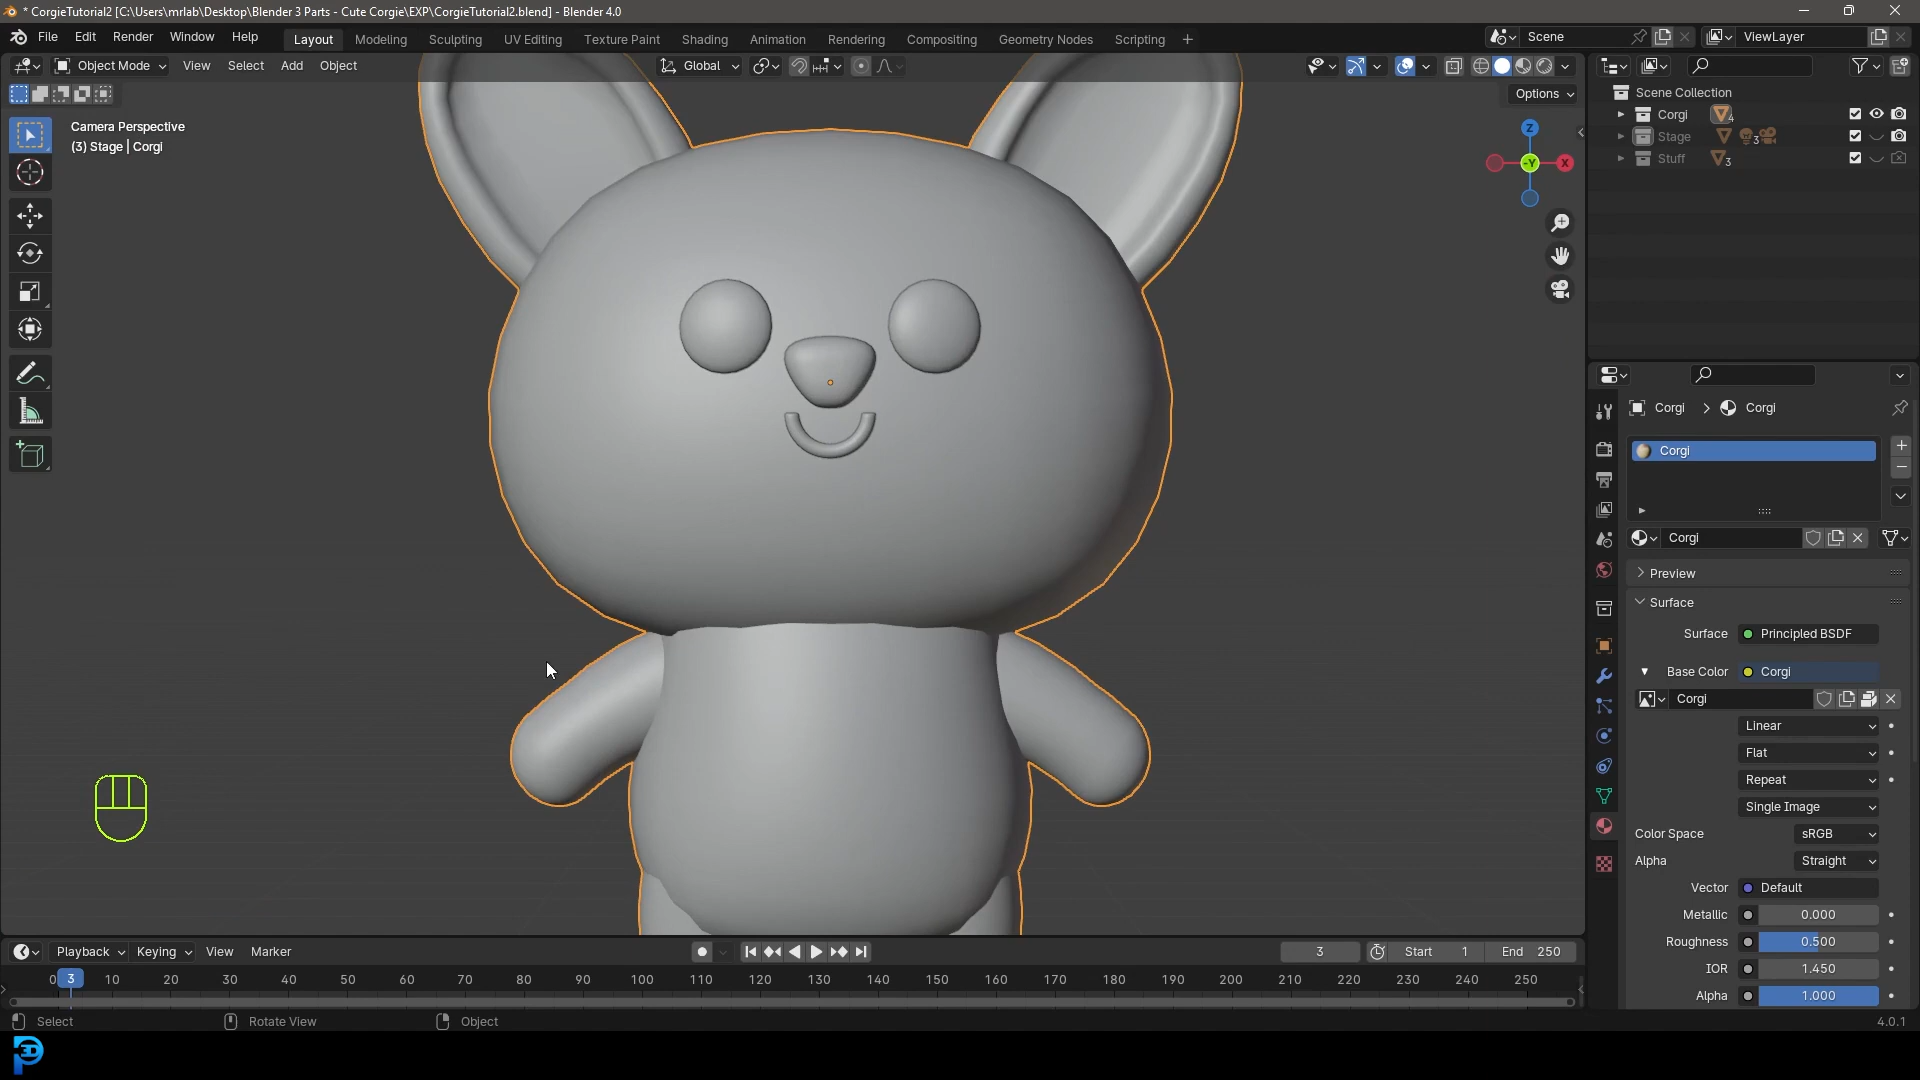 * CorgieTutorial2 [C:\Users\mrlab\Desktop\Blender 3 Parts - Cute Corgie\EXP\CorgieTutorial2.blend] - Blender 4.0
File Edit Render Window Help Layout Modeling Sculpting UV Editing Texture Paint Shading Animation Rendering Compositing Geometry Nodes Scripting + Scene ViewLayer
Object Mode View Select Add Object Global
Options
Camera Perspective
(3) Stage | Corgi
Z
-Y X
Scene Collection
Corgi 4
Stage 3
Stuff 3
Corgi > Corgi
Corgi
Corgi
Preview
Surface
Surface Principled BSDF
Base Color Corgi
Corgi
Linear
Flat
Repeat
Single Image
Color Space sRGB
Alpha Straight
Vector Default
Metallic 0.000
Roughness 0.500
IOR 1.450
Alpha 1.000
Playback Keying View Marker 3 Start 1 End 250
0 3 10 20 30 40 50 60 70 80 90 100 110 120 130 140 150 160 170 180 190 200 210 220 230 240 250
Select Rotate View Object 4.0.1